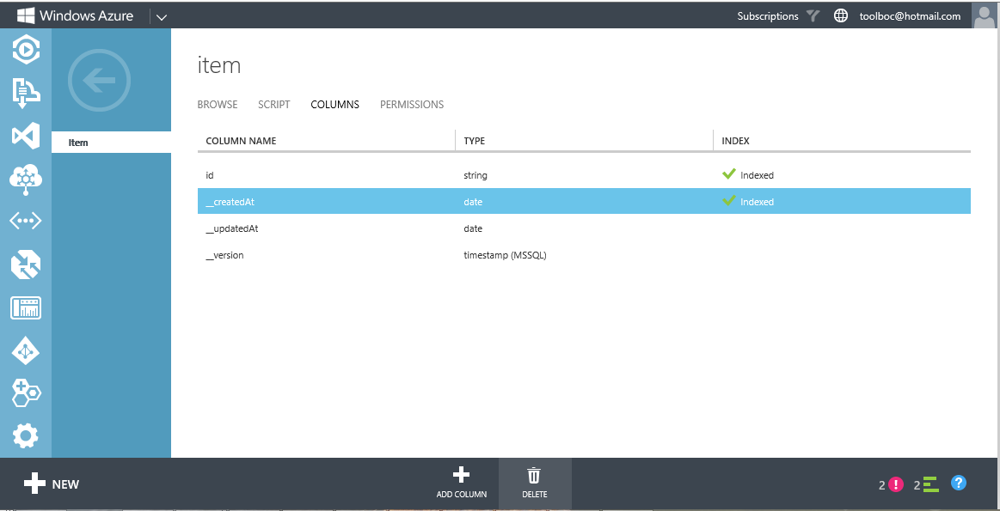 Windows Azure Subscriptions toolboc@hotmail.com
item
BROWSE SCRIPT COLUMNS PERMISSIONS
Item
COLUMN NAME TYPE INDEX
id string Indexed
__createdAt date Indexed
__updatedAt date
__version timestamp (MSSQL)
NEW ADD COLUMN DELETE 2 ! 2 ?